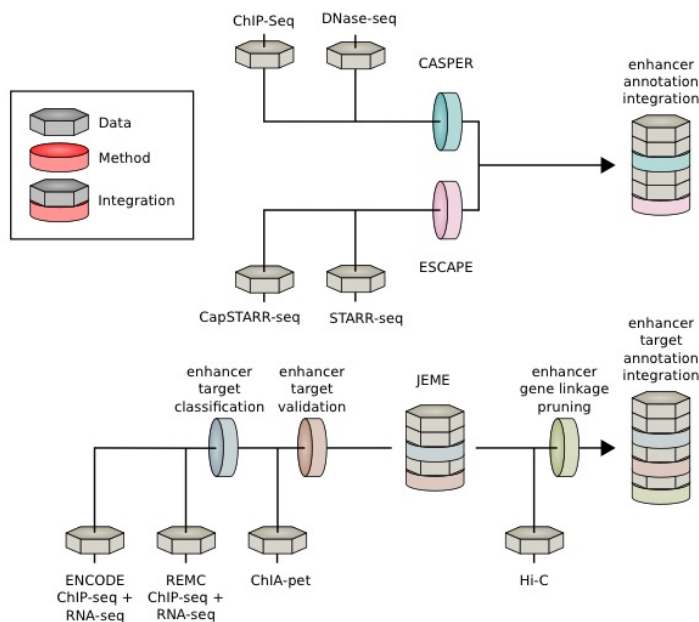 ChIP-Seq
DNase-seq
CASPER
enhancer
annotation
integration
Data
Method
Integration
ESCAPE
CapSTARR-seq
STARR-seq
enhancer
target
annotation
integration
enhancer
target
classification
enhancer
target
validation
JEME
enhancer
gene linkage
pruning
ENCODE
ChIP-seq +
RNA-seq
REMC
ChIP-seq +
RNA-seq
ChIA-pet
Hi-C